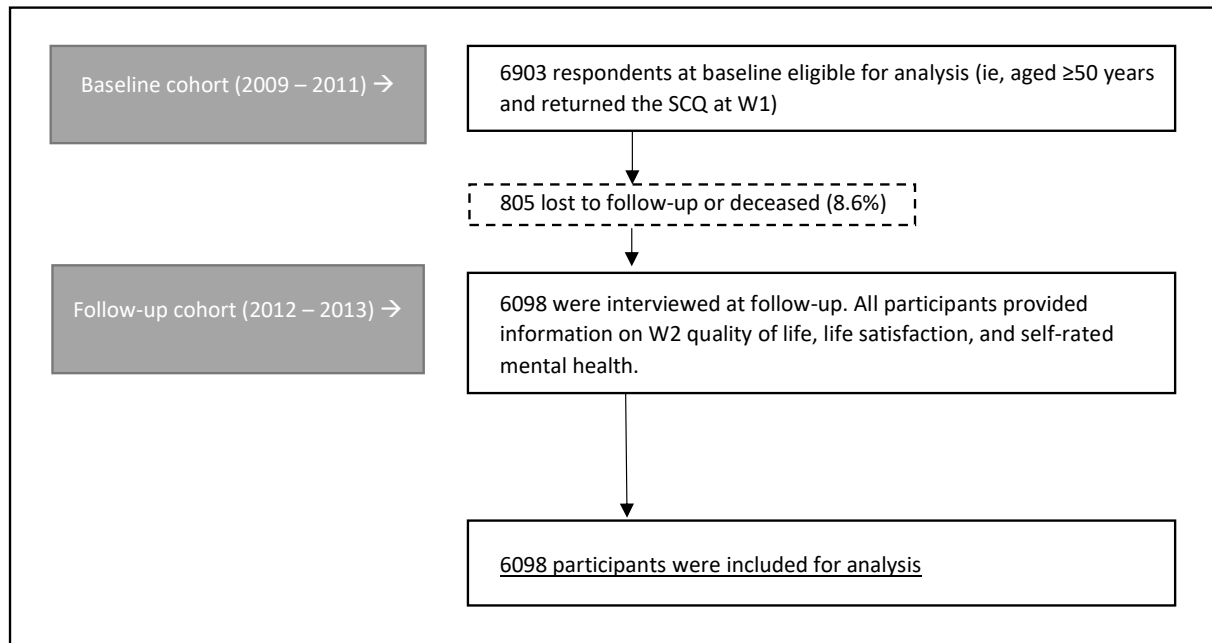 Baseline cohort (2009 – 2011) →
6903 respondents at baseline eligible for analysis (ie, aged ≥50 years
and returned the SCQ at W1)
805 lost to follow-up or deceased (8.6%)
Follow-up cohort (2012 – 2013) →
6098 were interviewed at follow-up. All participants provided
information on W2 quality of life, life satisfaction, and self-rated
mental health.
6098 participants were included for analysis